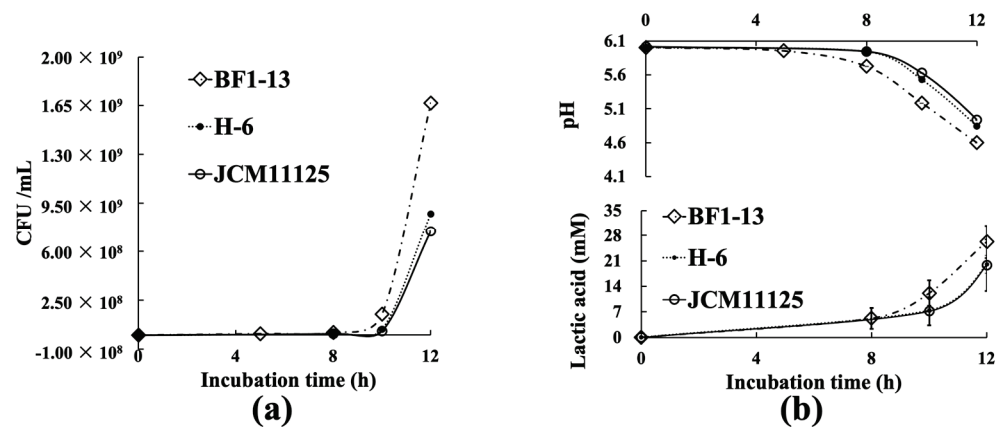 2.00 × 10⁹
1.65 × 10⁹
1.30 × 10⁹
9.50 × 10⁸
6.00 × 10⁸
2.50 × 10⁸
-1.00 × 10⁸
CFU /mL
BF1-13
H-6
JCM11125
0 4 8 12
Incubation time (h)
(a)
0 4 8 12
6.1
5.6
5.1
4.6
4.1
pH
35
28
21
14
7
0
Lactic acid (mM)
BF1-13
H-6
JCM11125
0 4 8 12
Incubation time (h)
(b)